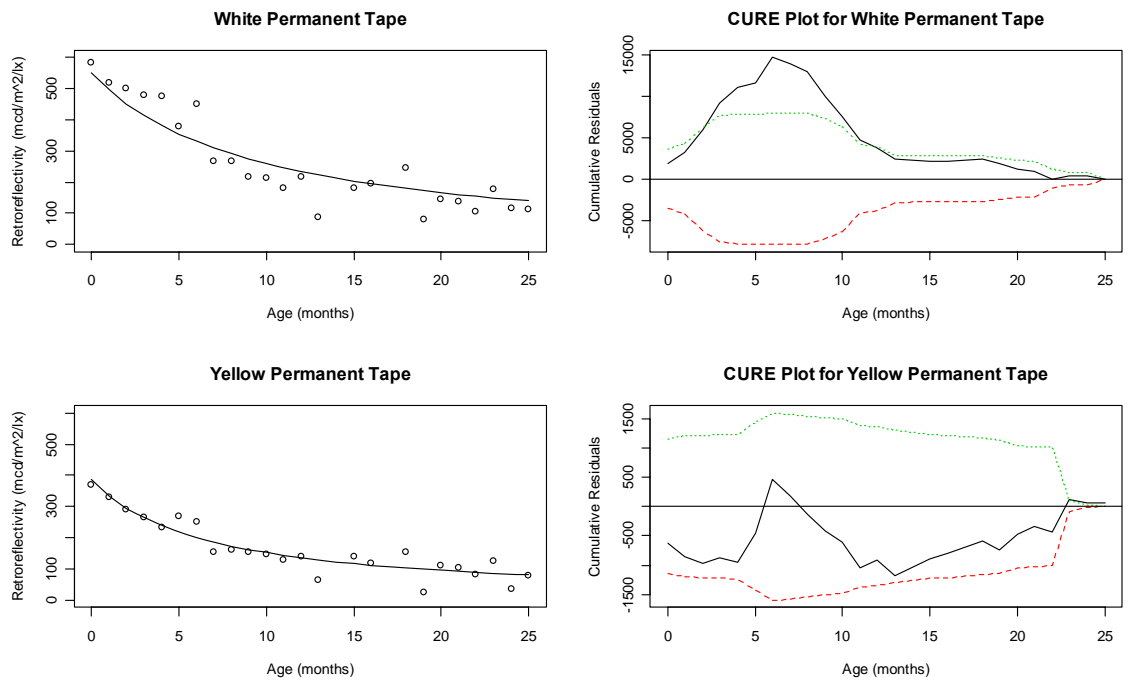 White Permanent Tape
Retroreflectivity (mcd/m^2/lx)
500
300
100
0
0 5 10 15 20 25
Age (months)
CURE Plot for White Permanent Tape
Cumulative Residuals
15000
5000
0
-5000
0 5 10 15 20 25
Age (months)
Yellow Permanent Tape
Retroreflectivity (mcd/m^2/lx)
500
300
100
0
0 5 10 15 20 25
Age (months)
CURE Plot for Yellow Permanent Tape
Cumulative Residuals
1500
500
-500
-1500
0 5 10 15 20 25
Age (months)